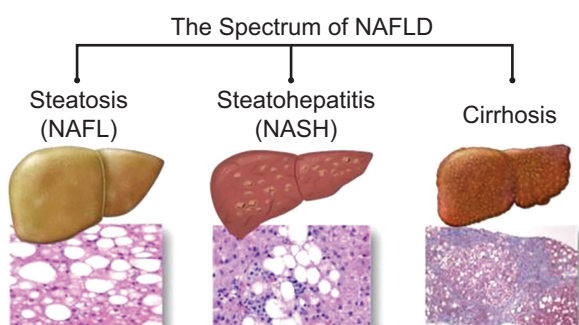 The Spectrum of NAFLD
Steatosis
(NAFL)
Steatohepatitis
(NASH)
Cirrhosis